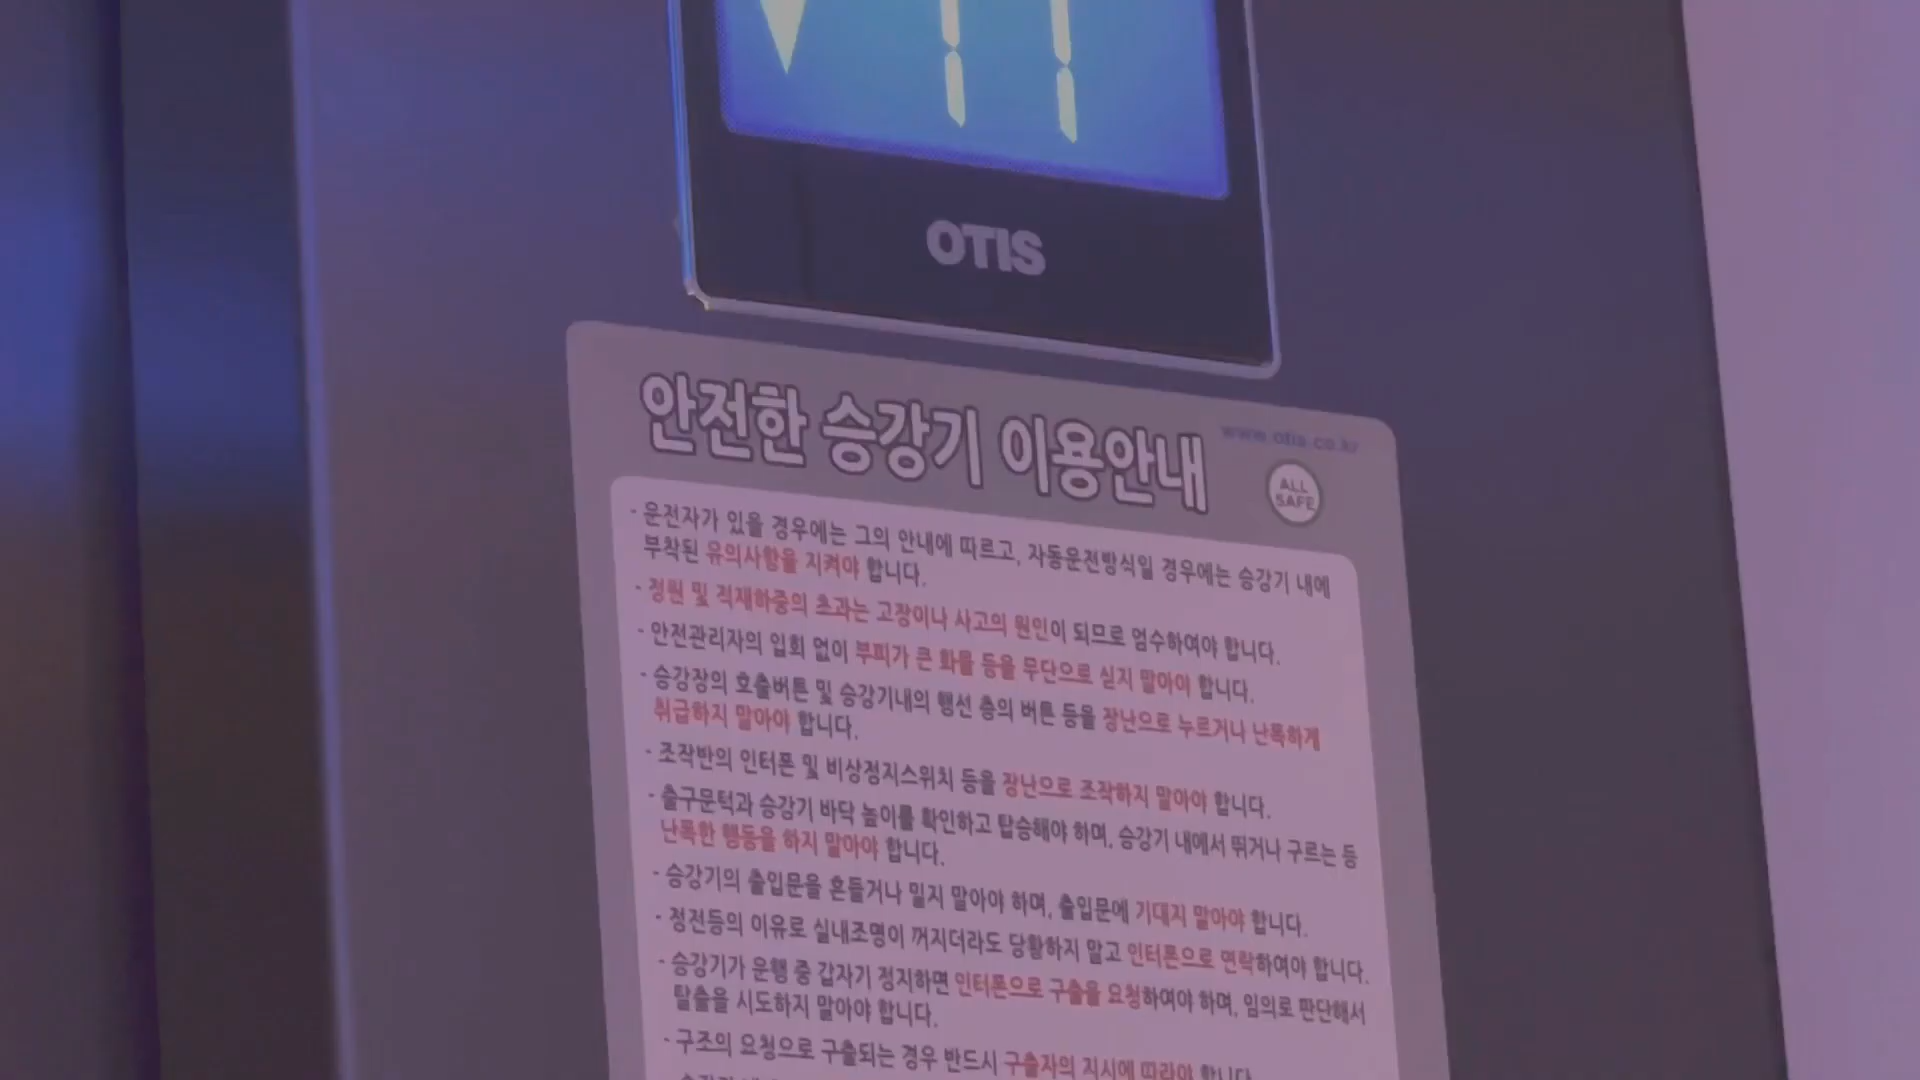 OTIS
안전한 승강기 이용안내
www.otis.co.kr
ALL
SAFE
- 운전자가 있을 경우에는 그의 안내에 따르고, 자동운전방식일 경우에는 승강기 내에
부착된 유의사항을 지켜야 합니다.
- 정원 및 적재하중의 초과는 고장이나 사고의 원인이 되므로 엄수하여야 합니다.
- 안전관리자의 입회 없이 부피가 큰 화물 등을 무단으로 싣지 말아야 합니다.
- 승강장의 호출버튼 및 승강기내의 행선 층의 버튼 등을 장난으로 누르거나 난폭하게
취급하지 말아야 합니다.
- 조작반의 인터폰 및 비상정지스위치 등을 장난으로 조작하지 말아야 합니다.
- 출구문턱과 승강기 바닥 높이를 확인하고 탑승해야 하며, 승강기 내에서 뛰거나 구르는 등
난폭한 행동을 하지 말아야 합니다.
- 승강기의 출입문을 흔들거나 밀지 말아야 하며, 출입문에 기대지 말아야 합니다.
- 정전등의 이유로 실내조명이 꺼지더라도 당황하지 말고 인터폰으로 연락하여야 합니다.
- 승강기가 운행 중 갑자기 정지하면 인터폰으로 구출을 요청하여야 하며, 임의로 판단해서
탈출을 시도하지 말아야 합니다.
- 구조의 요청으로 구출되는 경우 반드시 구출자의 지시에 따라야 합니다.